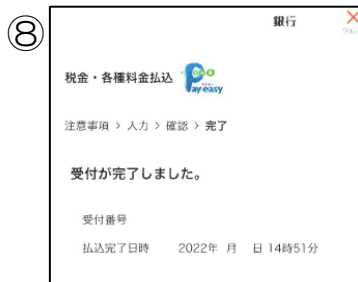 ⑧
銀行
税金・各種料金払込 Pay-easy
注意事項 > 入力 > 確認 > 完了
受付が完了しました。
受付番号
払込完了日時 2022年 月 日 14時51分